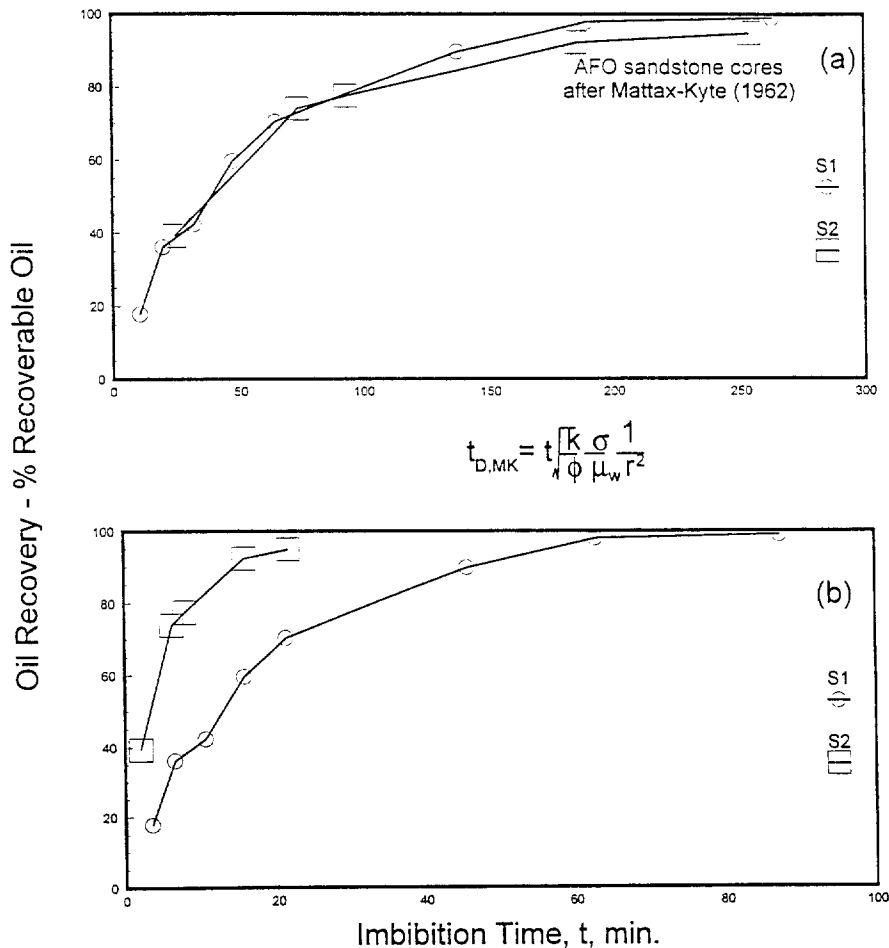 Oil Recovery - % Recoverable Oil
100
80
60
40
20
0
(a)
AFO sandstone cores
after Mattax-Kyte (1962)
S1
S2
0 50 100 150 200 250 300
t_D,MK = t√(k/ϕ) σ/μ_w 1/r²
100
80
60
40
20
0
(b)
S1
S2
0 20 40 60 80 100
Imbibition Time, t, min.